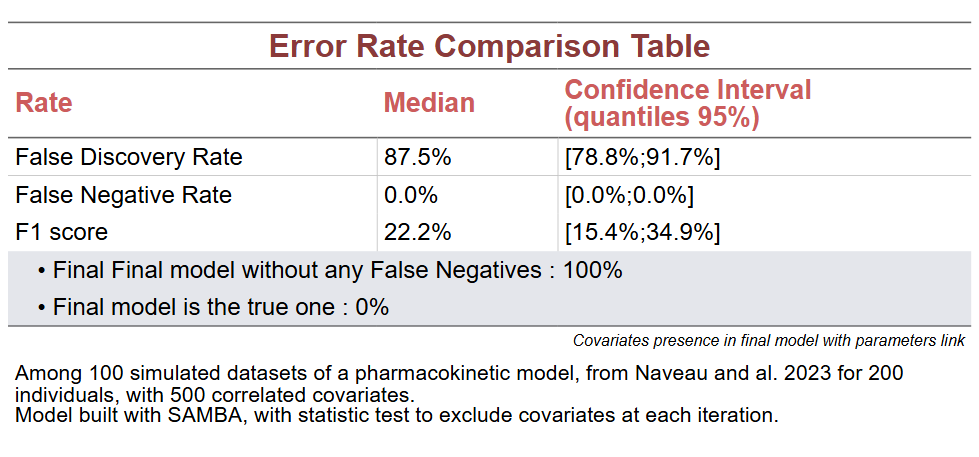 Error Rate Comparison Table
Rate Median Confidence Interval
(quantiles 95%)
False Discovery Rate 87.5% [78.8%;91.7%]
False Negative Rate 0.0% [0.0%;0.0%]
F1 score 22.2% [15.4%;34.9%]
• Final Final model without any False Negatives : 100%
• Final model is the true one : 0%
Covariates presence in final model with parameters link
Among 100 simulated datasets of a pharmacokinetic model, from Naveau and al. 2023 for 200
individuals, with 500 correlated covariates.
Model built with SAMBA, with statistic test to exclude covariates at each iteration.